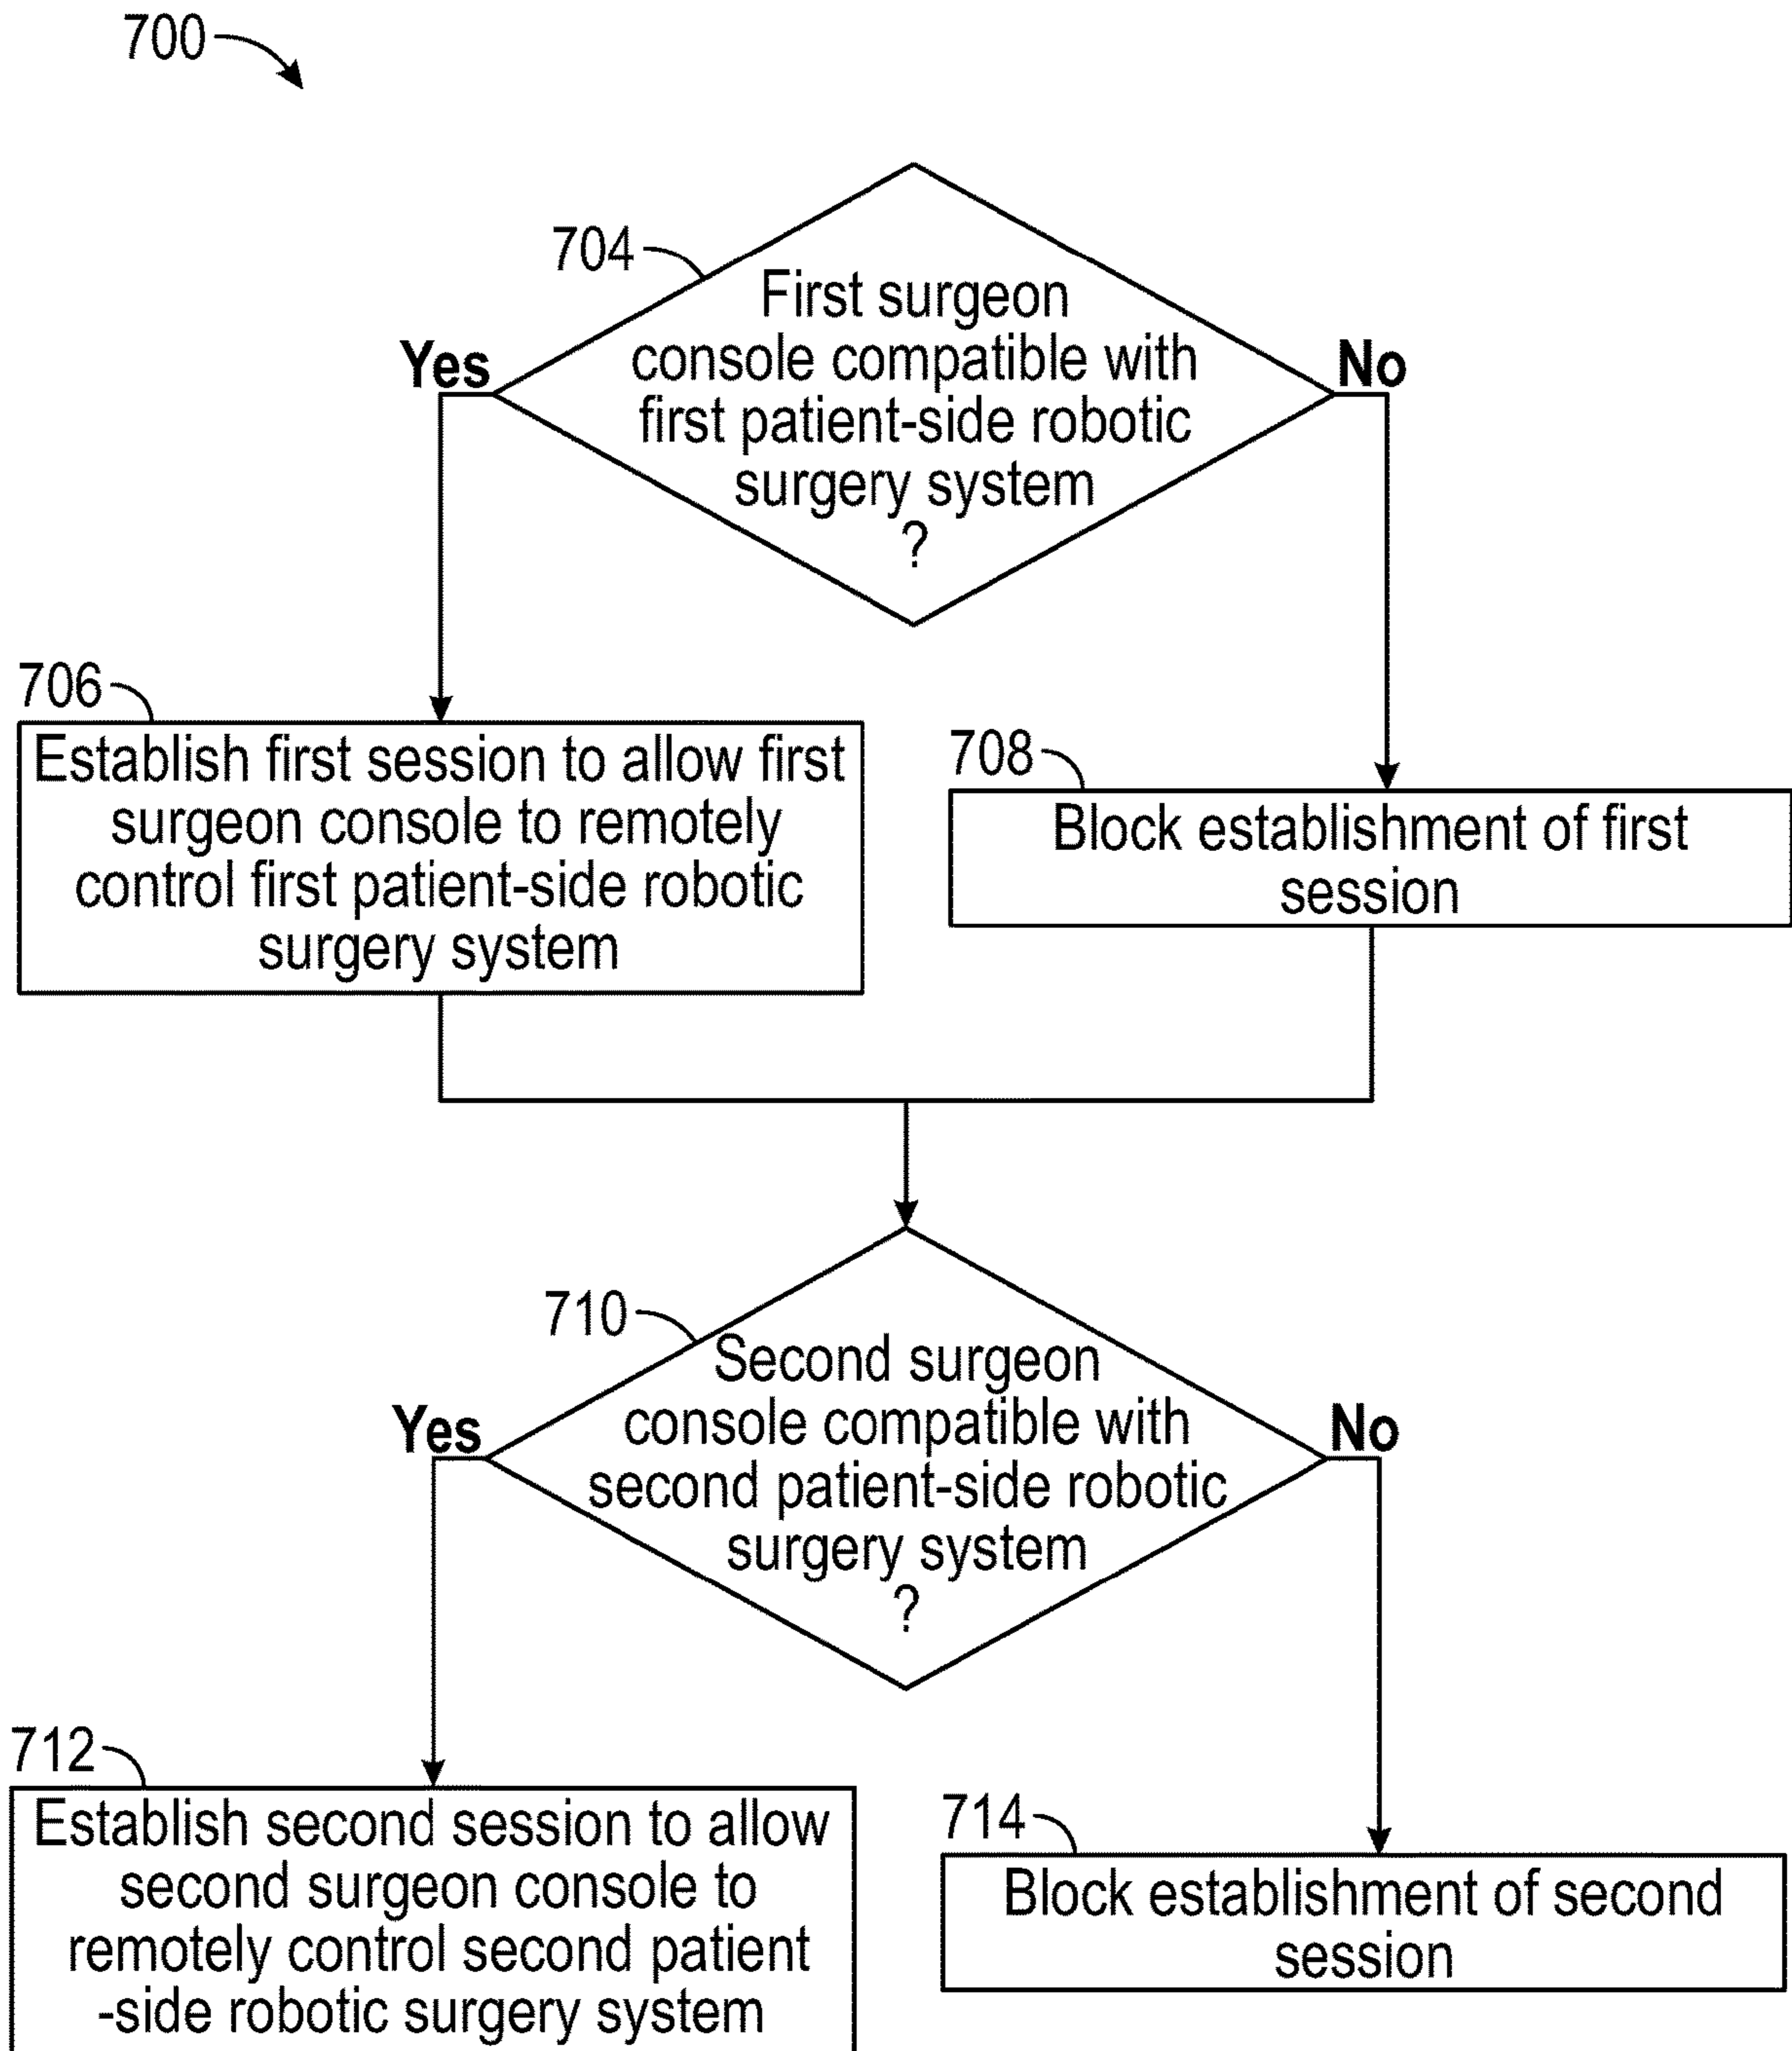 700
704
First surgeon
console compatible with
first patient-side robotic
surgery system
?
Yes
No
706
Establish first session to allow first
surgeon console to remotely
control first patient-side robotic
surgery system
708
Block establishment of first
session
710
Second surgeon
console compatible with
second patient-side robotic
surgery system
?
Yes
No
712
Establish second session to allow
second surgeon console to
remotely control second patient
-side robotic surgery system
714
Block establishment of second
session